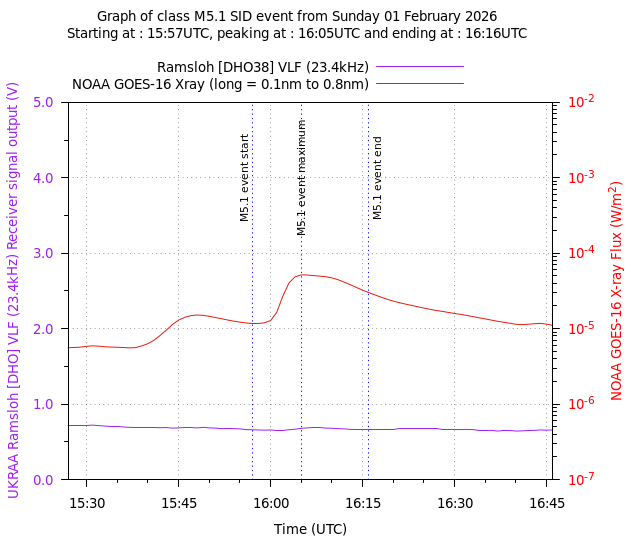 Graph of class M5.1 SID event from Sunday 01 February 2026
Starting at : 15:57UTC, peaking at : 16:05UTC and ending at : 16:16UTC
Ramsloh [DHO38] VLF (23.4kHz)
NOAA GOES-16 Xray (long = 0.1nm to 0.8nm)
UKRAA Ramsloh [DHO] VLF (23.4kHz) Receiver signal output (V)
5.0
4.0
3.0
2.0
1.0
0.0
M5.1 event start
M5.1 event maximum
M5.1 event end
10-2
10-3
10-4
10-5
10-6
10-7
NOAA GOES-16 X-ray Flux (W/m2)
15:30 15:45 16:00 16:15 16:30 16:45
Time (UTC)